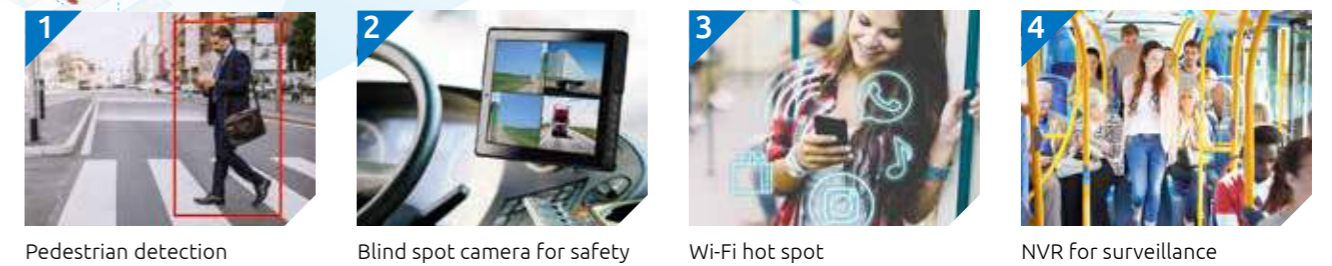 1
2
3
4
Pedestrian detection
Blind spot camera for safety
Wi-Fi hot spot
NVR for surveillance